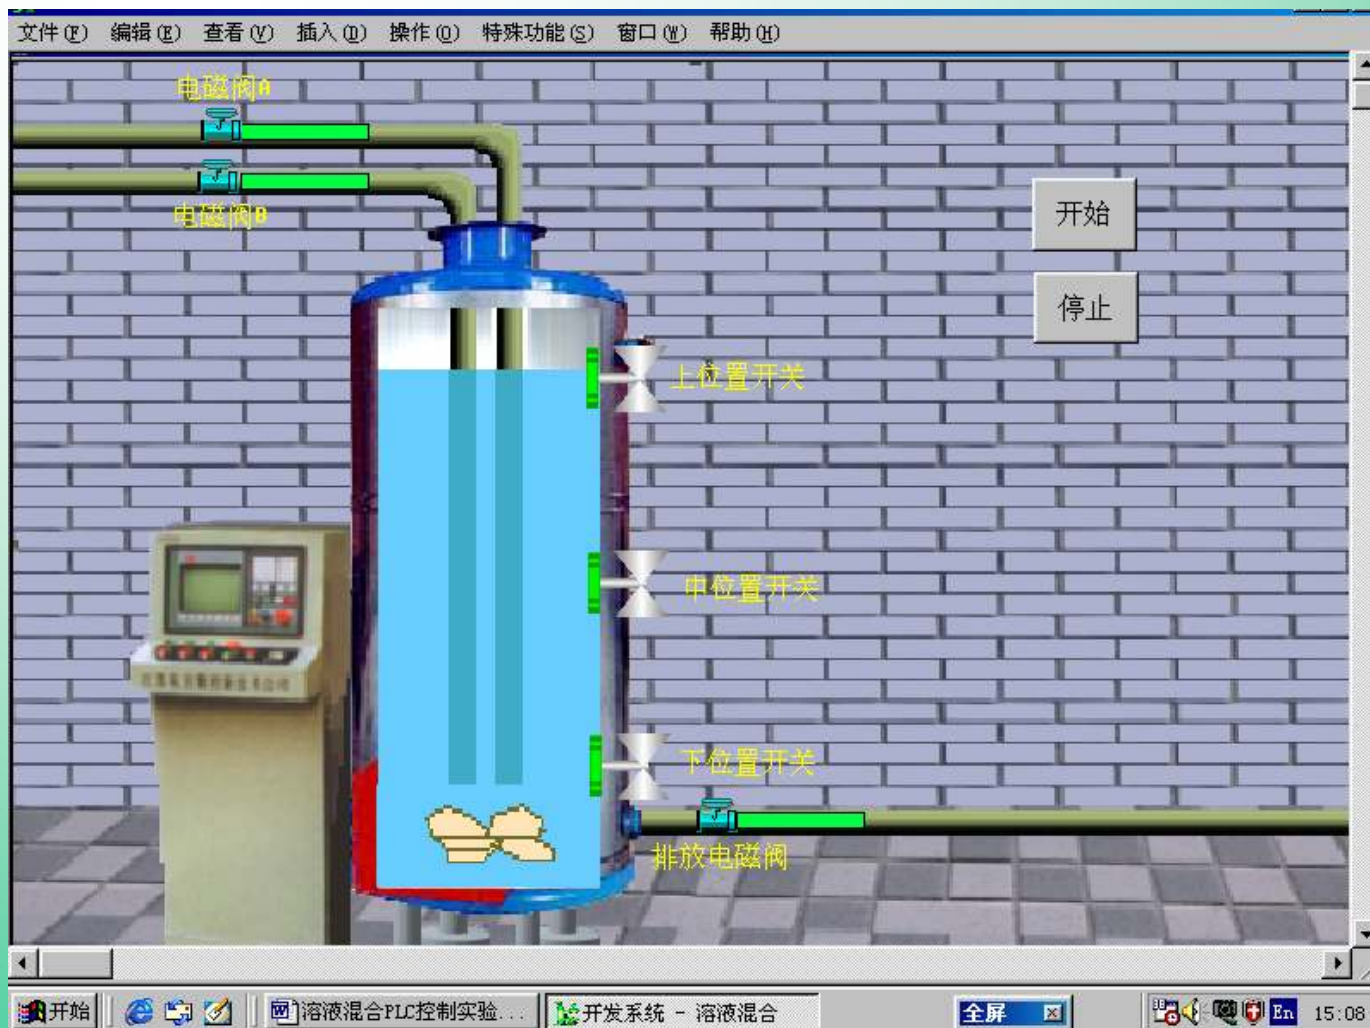 文件(F) 编辑(E) 查看(V) 插入(I) 操作(O) 特殊功能(S) 窗口(W) 帮助(H)
电磁阀A
电磁阀B
开始
停止
上位置开关
中位置开关
下位置开关
排放电磁阀
开始 溶液混合PLC控制实验... 开发系统 - 溶液混合 全屏 En 15:08